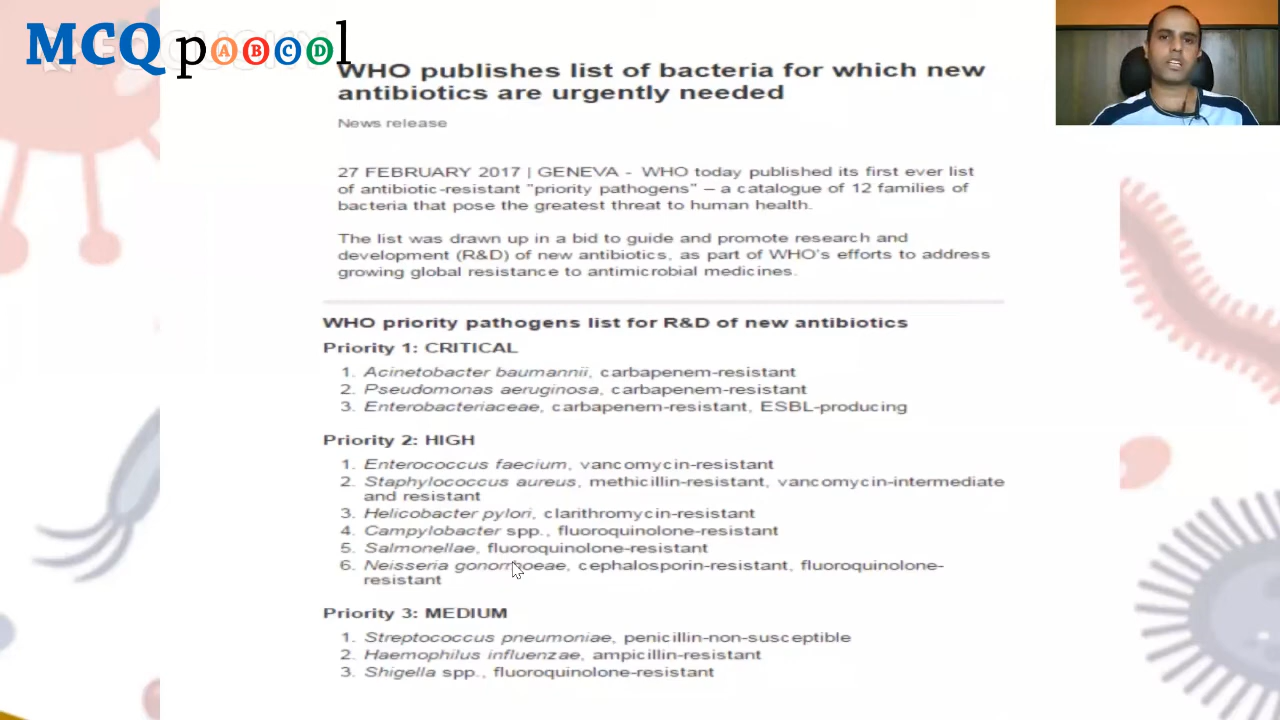 MCQ pABCDl
WHO publishes list of bacteria for which new
antibiotics are urgently needed
News release
27 FEBRUARY 2017 | GENEVA - WHO today published its first ever list
of antibiotic-resistant "priority pathogens" – a catalogue of 12 families of
bacteria that pose the greatest threat to human health.
The list was drawn up in a bid to guide and promote research and
development (R&D) of new antibiotics, as part of WHO's efforts to address
growing global resistance to antimicrobial medicines.
WHO priority pathogens list for R&D of new antibiotics
Priority 1: CRITICAL
1. Acinetobacter baumannii, carbapenem-resistant
2. Pseudomonas aeruginosa, carbapenem-resistant
3. Enterobacteriaceae, carbapenem-resistant, ESBL-producing
Priority 2: HIGH
1. Enterococcus faecium, vancomycin-resistant
2. Staphylococcus aureus, methicillin-resistant, vancomycin-intermediate
and resistant
3. Helicobacter pylori, clarithromycin-resistant
4. Campylobacter spp., fluoroquinolone-resistant
5. Salmonellae, fluoroquinolone-resistant
6. Neisseria gonorrhoeae, cephalosporin-resistant, fluoroquinolone-
resistant
Priority 3: MEDIUM
1. Streptococcus pneumoniae, penicillin-non-susceptible
2. Haemophilus influenzae, ampicillin-resistant
3. Shigella spp., fluoroquinolone-resistant